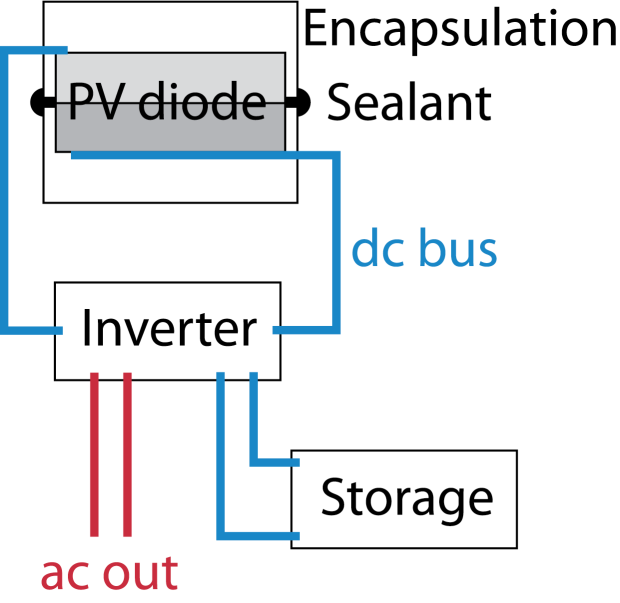 Encapsulation
PV diode
Sealant
dc bus
Inverter
Storage
ac out